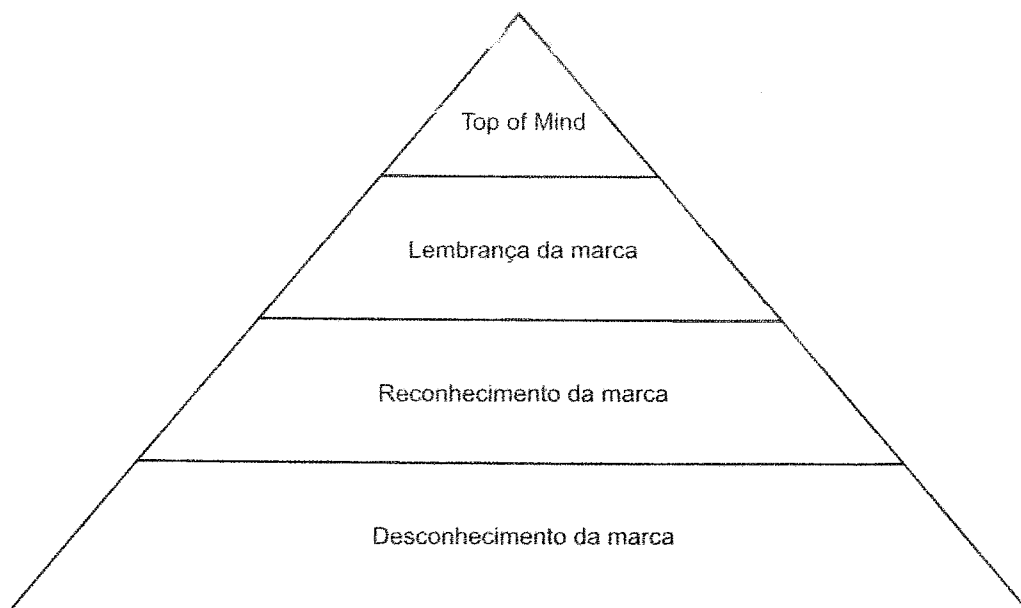 Top of Mind
Lembrança da marca
Reconhecimento da marca
Desconhecimento da marca